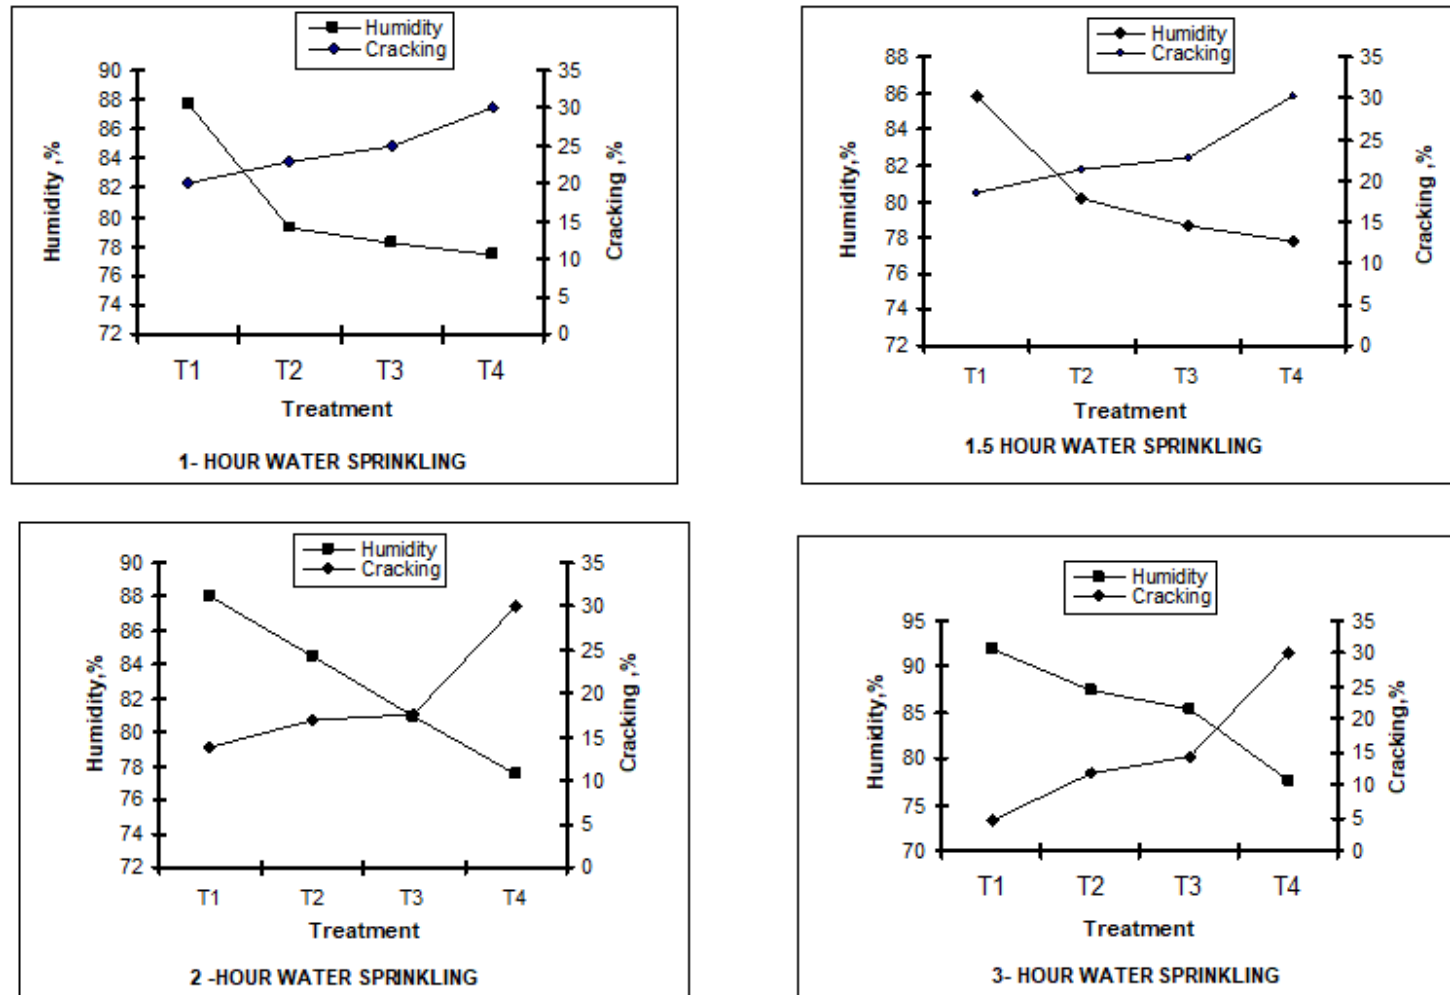 Humidity
Cracking
90
88
86
84
82
80
78
76
74
72
Humidity ,%
35
30
25
20
15
10
5
0
Cracking ,%
T1 T2 T3 T4
Treatment
1- HOUR WATER SPRINKLING
Humidity
Cracking
88
86
84
82
80
78
76
74
72
Humidity,%
35
30
25
20
15
10
5
0
Cracking ,%
T1 T2 T3 T4
Treatment
1.5 HOUR WATER SPRINKLING
Humidity
Cracking
90
88
86
84
82
80
78
76
74
72
Humidity,%
35
30
25
20
15
10
5
0
Cracking ,%
T1 T2 T3 T4
Treatment
2 -HOUR WATER SPRINKLING
Humidity
Cracking
95
90
85
80
75
70
Humidity,%
35
30
25
20
15
10
5
0
Cracking,%
T1 T2 T3 T4
Treatment
3- HOUR WATER SPRINKLING